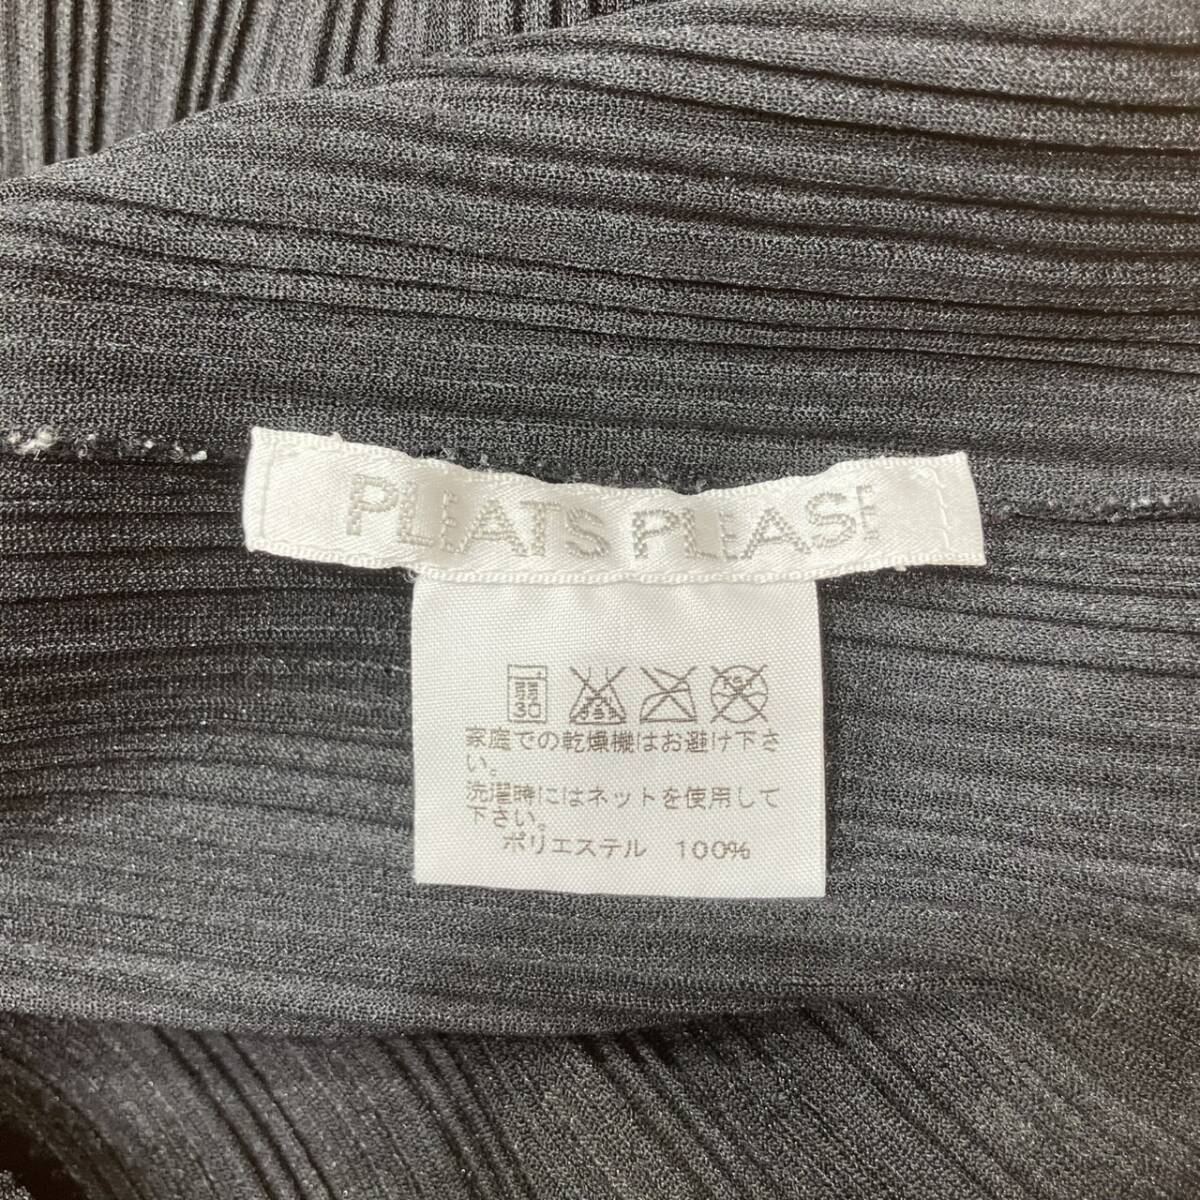 PLEATS PLEASE
弱
30
家庭での乾燥機はお避け下さ
い。
洗濯時にはネットを使用して
下さい。
ポリエステル 100%